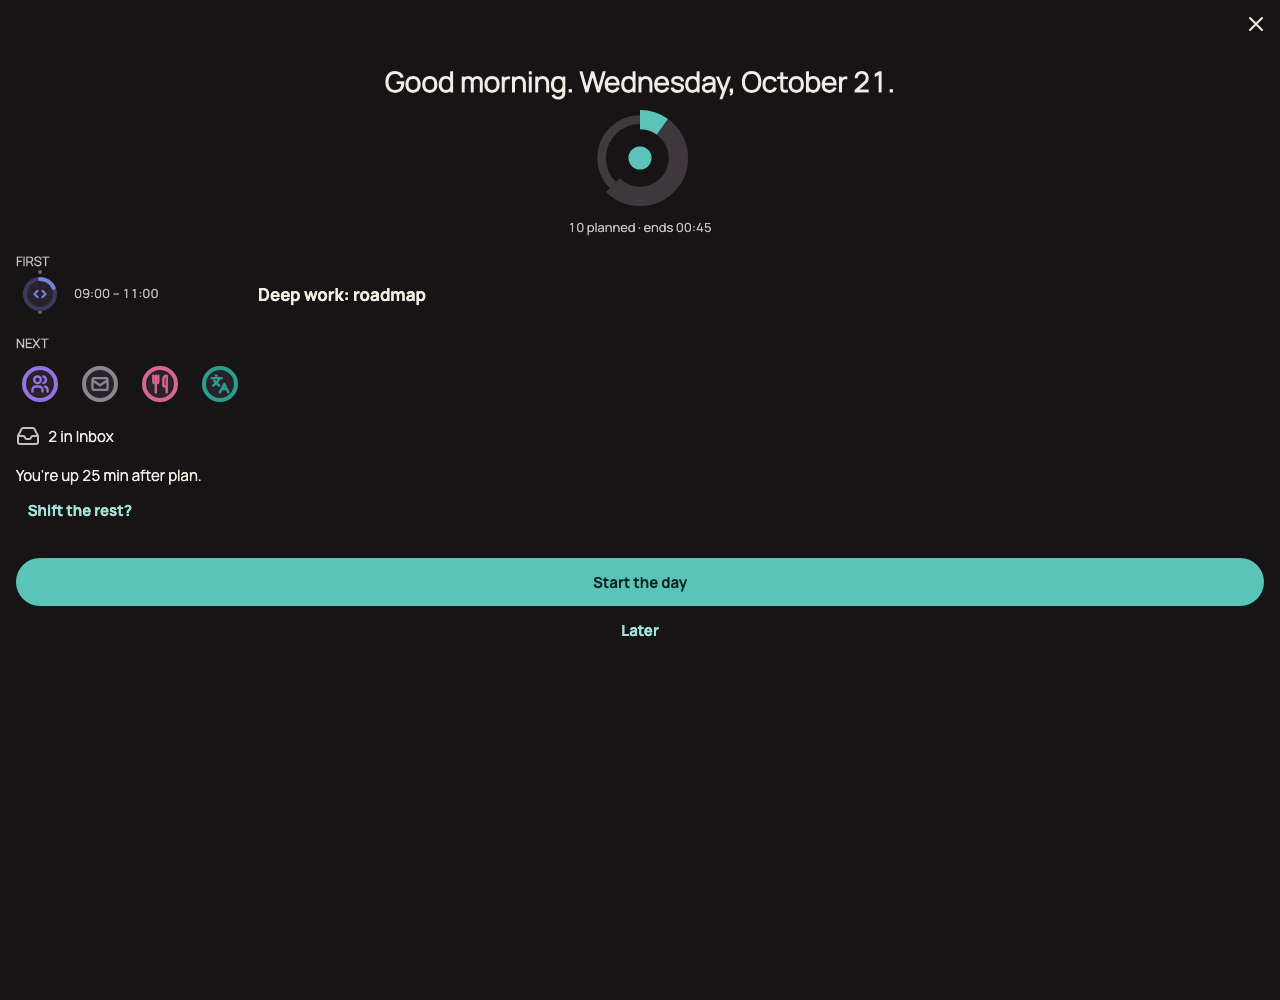 Good morning. Wednesday, October 21.
10 planned · ends 00:45
FIRST
09:00 – 11:00 Deep work: roadmap
NEXT
2 in Inbox
You're up 25 min after plan.
Shift the rest?
Start the day
Later